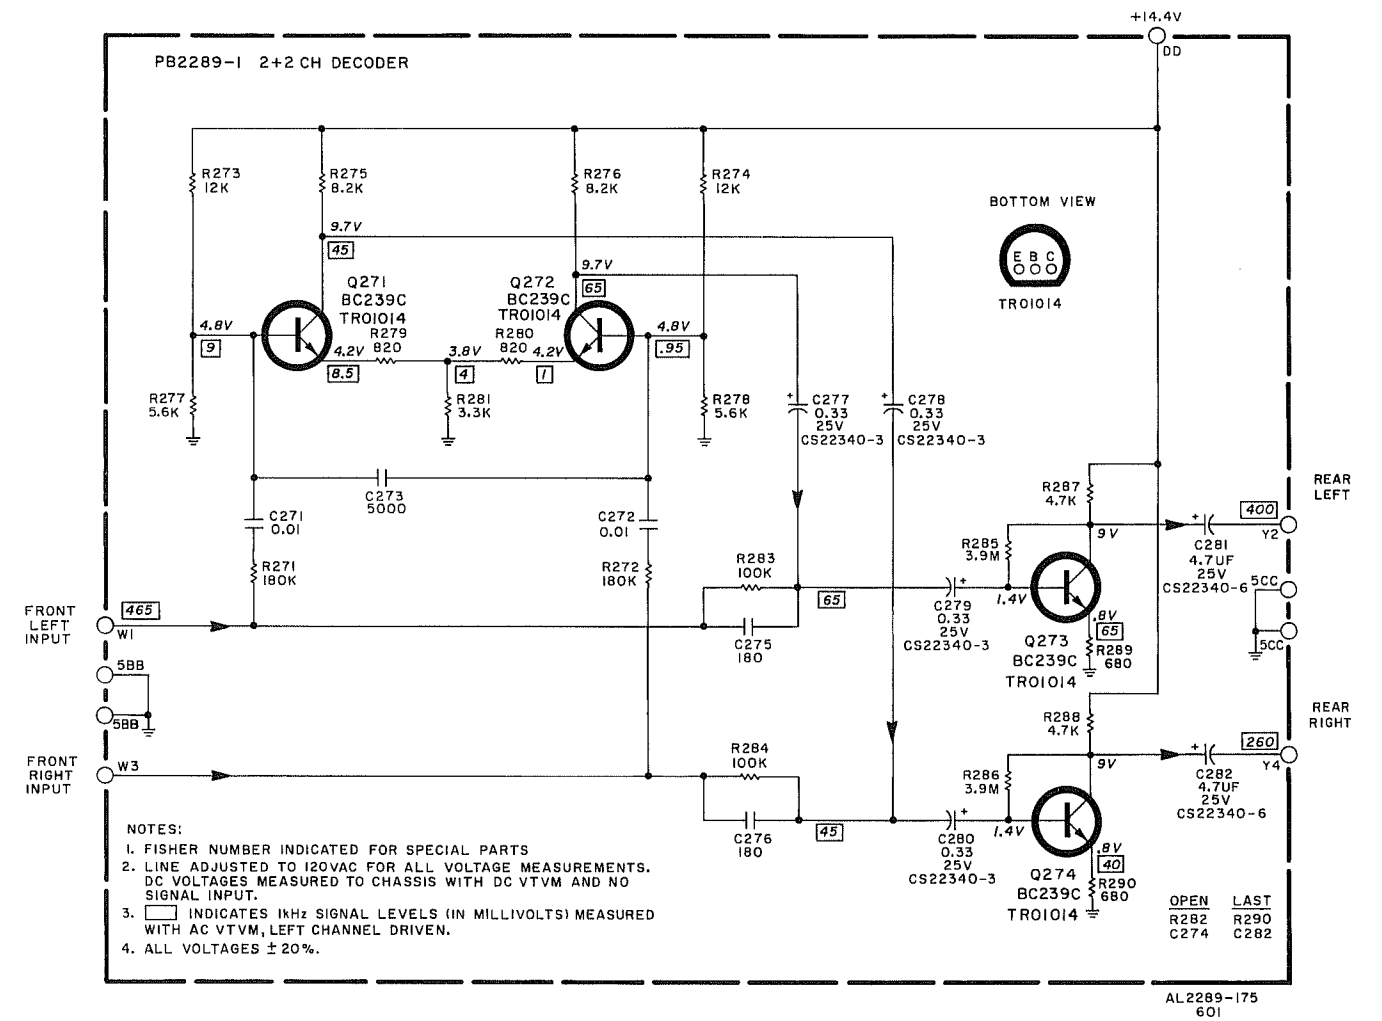 +14.4V
DD
PB2289-1 2+2 CH DECODER
R273
12K
R275
8.2K
R276
8.2K
R274
12K
BOTTOM VIEW
E B C
TR01014
9.7V
45
9.7V
65
Q271
BC239C
TR01014
Q272
BC239C
TR01014
4.8V
9
R279
820
R280
820
4.8V
.95
4.2V
8.5
3.8V
4
4.2V
1
R277
5.6K
R281
3.3K
R278
5.6K
+
C277
0.33
25V
CS22340-3
+
C278
0.33
25V
CS22340-3
C273
5000
C271
0.01
C272
0.01
R271
180K
R272
180K
R287
4.7K
REAR
LEFT
400
Y2
+
C281
4.7UF
25V
CS22340-6
9V
R285
3.9M
R283
100K
65
C275
180
+
C279
0.33
25V
CS22340-3
1.4V
.8V
65
R289
680
Q273
BC239C
TR01014
5CC
5CC
FRONT
LEFT
INPUT
465
W1
5BB
5BB
REAR
RIGHT
R288
4.7K
260
Y4
+
C282
4.7UF
25V
CS22340-6
9V
R286
3.9M
FRONT
RIGHT
INPUT
W3
R284
100K
45
C276
180
+
C280
0.33
25V
CS22340-3
1.4V
.8V
40
R290
680
Q274
BC239C
TR01014
NOTES:
1. FISHER NUMBER INDICATED FOR SPECIAL PARTS
2. LINE ADJUSTED TO 120VAC FOR ALL VOLTAGE MEASUREMENTS.
DC VOLTAGES MEASURED TO CHASSIS WITH DC VTVM AND NO
SIGNAL INPUT.
3. INDICATES 1kHz SIGNAL LEVELS (IN MILLIVOLTS) MEASURED
WITH AC VTVM, LEFT CHANNEL DRIVEN.
4. ALL VOLTAGES ±20%.
OPEN LAST
R282 R290
C274 C282
AL2289-175
601